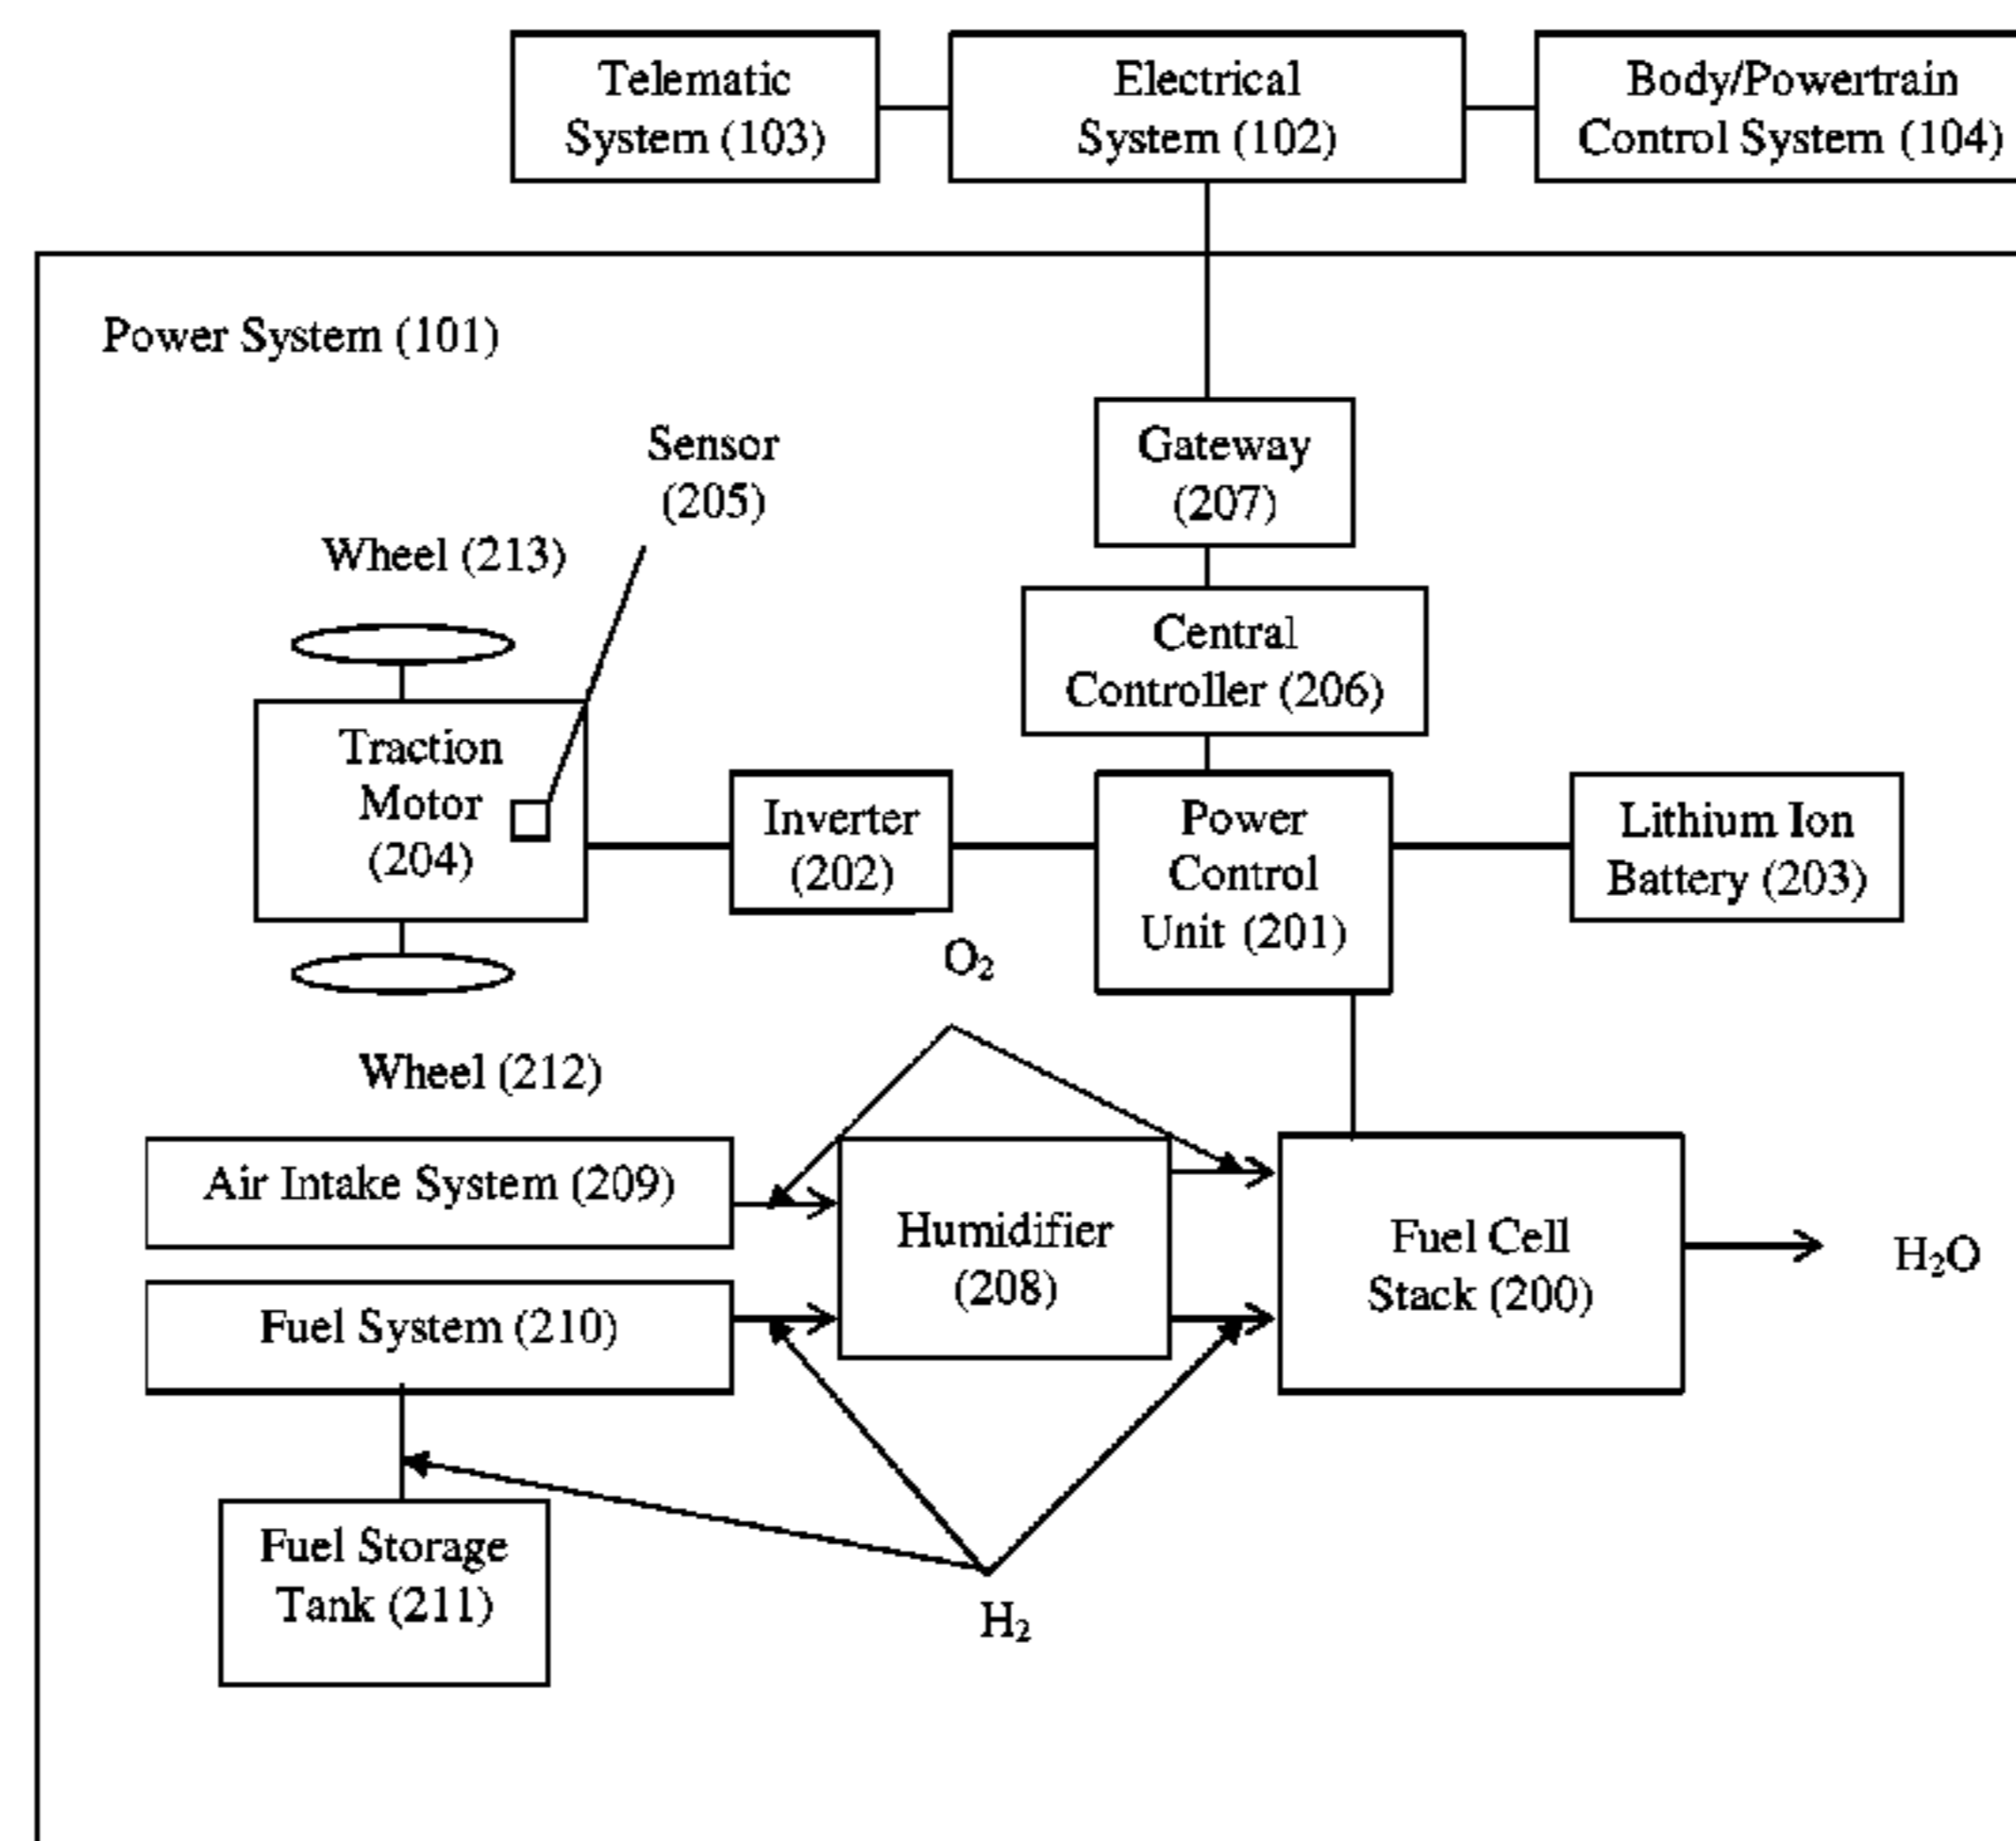 Telematic
System (103)
Electrical
System (102)
Body/Powertrain
Control System (104)
Power System (101)
Gateway
(207)
Sensor
(205)
Wheel (213)
Central
Controller (206)
Traction
Motor
(204)
Inverter
(202)
Power
Control
Unit (201)
Lithium Ion
Battery (203)
O₂
Wheel (212)
Air Intake System (209)
Humidifier
(208)
Fuel Cell
Stack (200)
H₂O
Fuel System (210)
Fuel Storage
Tank (211)
H₂